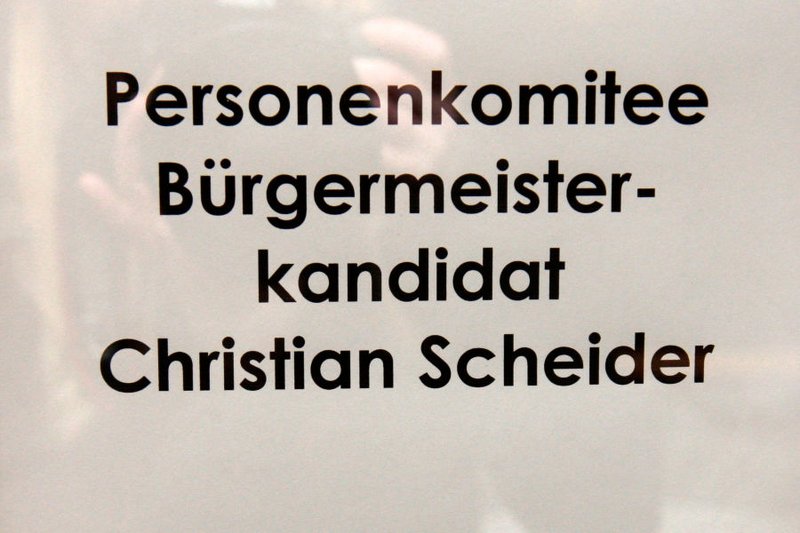 Personenkomitee
Bürgermeister-
kandidat
Christian Scheider